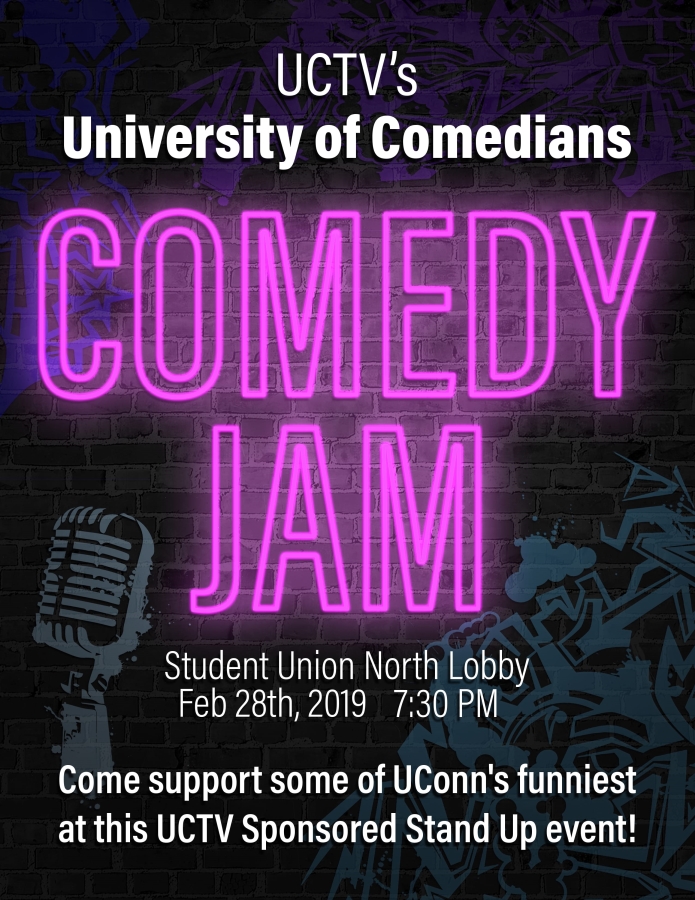 UCTV’s
University of Comedians
COMEDY
JAM
Student Union North Lobby
Feb 28th, 2019 7:30 PM
Come support some of UConn's funniest
at this UCTV Sponsored Stand Up event!